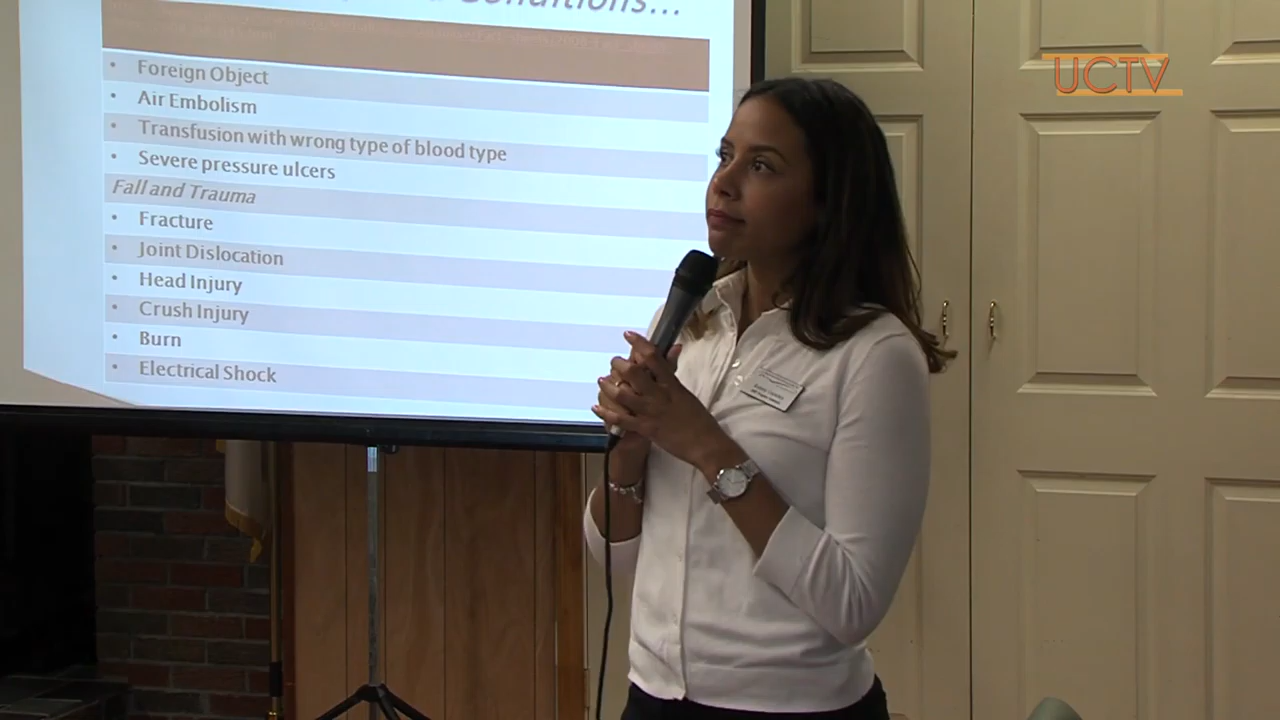 Conditions...
UCTV
• Foreign Object
• Air Embolism
• Transfusion with wrong type of blood type
• Severe pressure ulcers
Fall and Trauma
• Fracture
• Joint Dislocation
• Head Injury
• Crush Injury
• Burn
• Electrical Shock